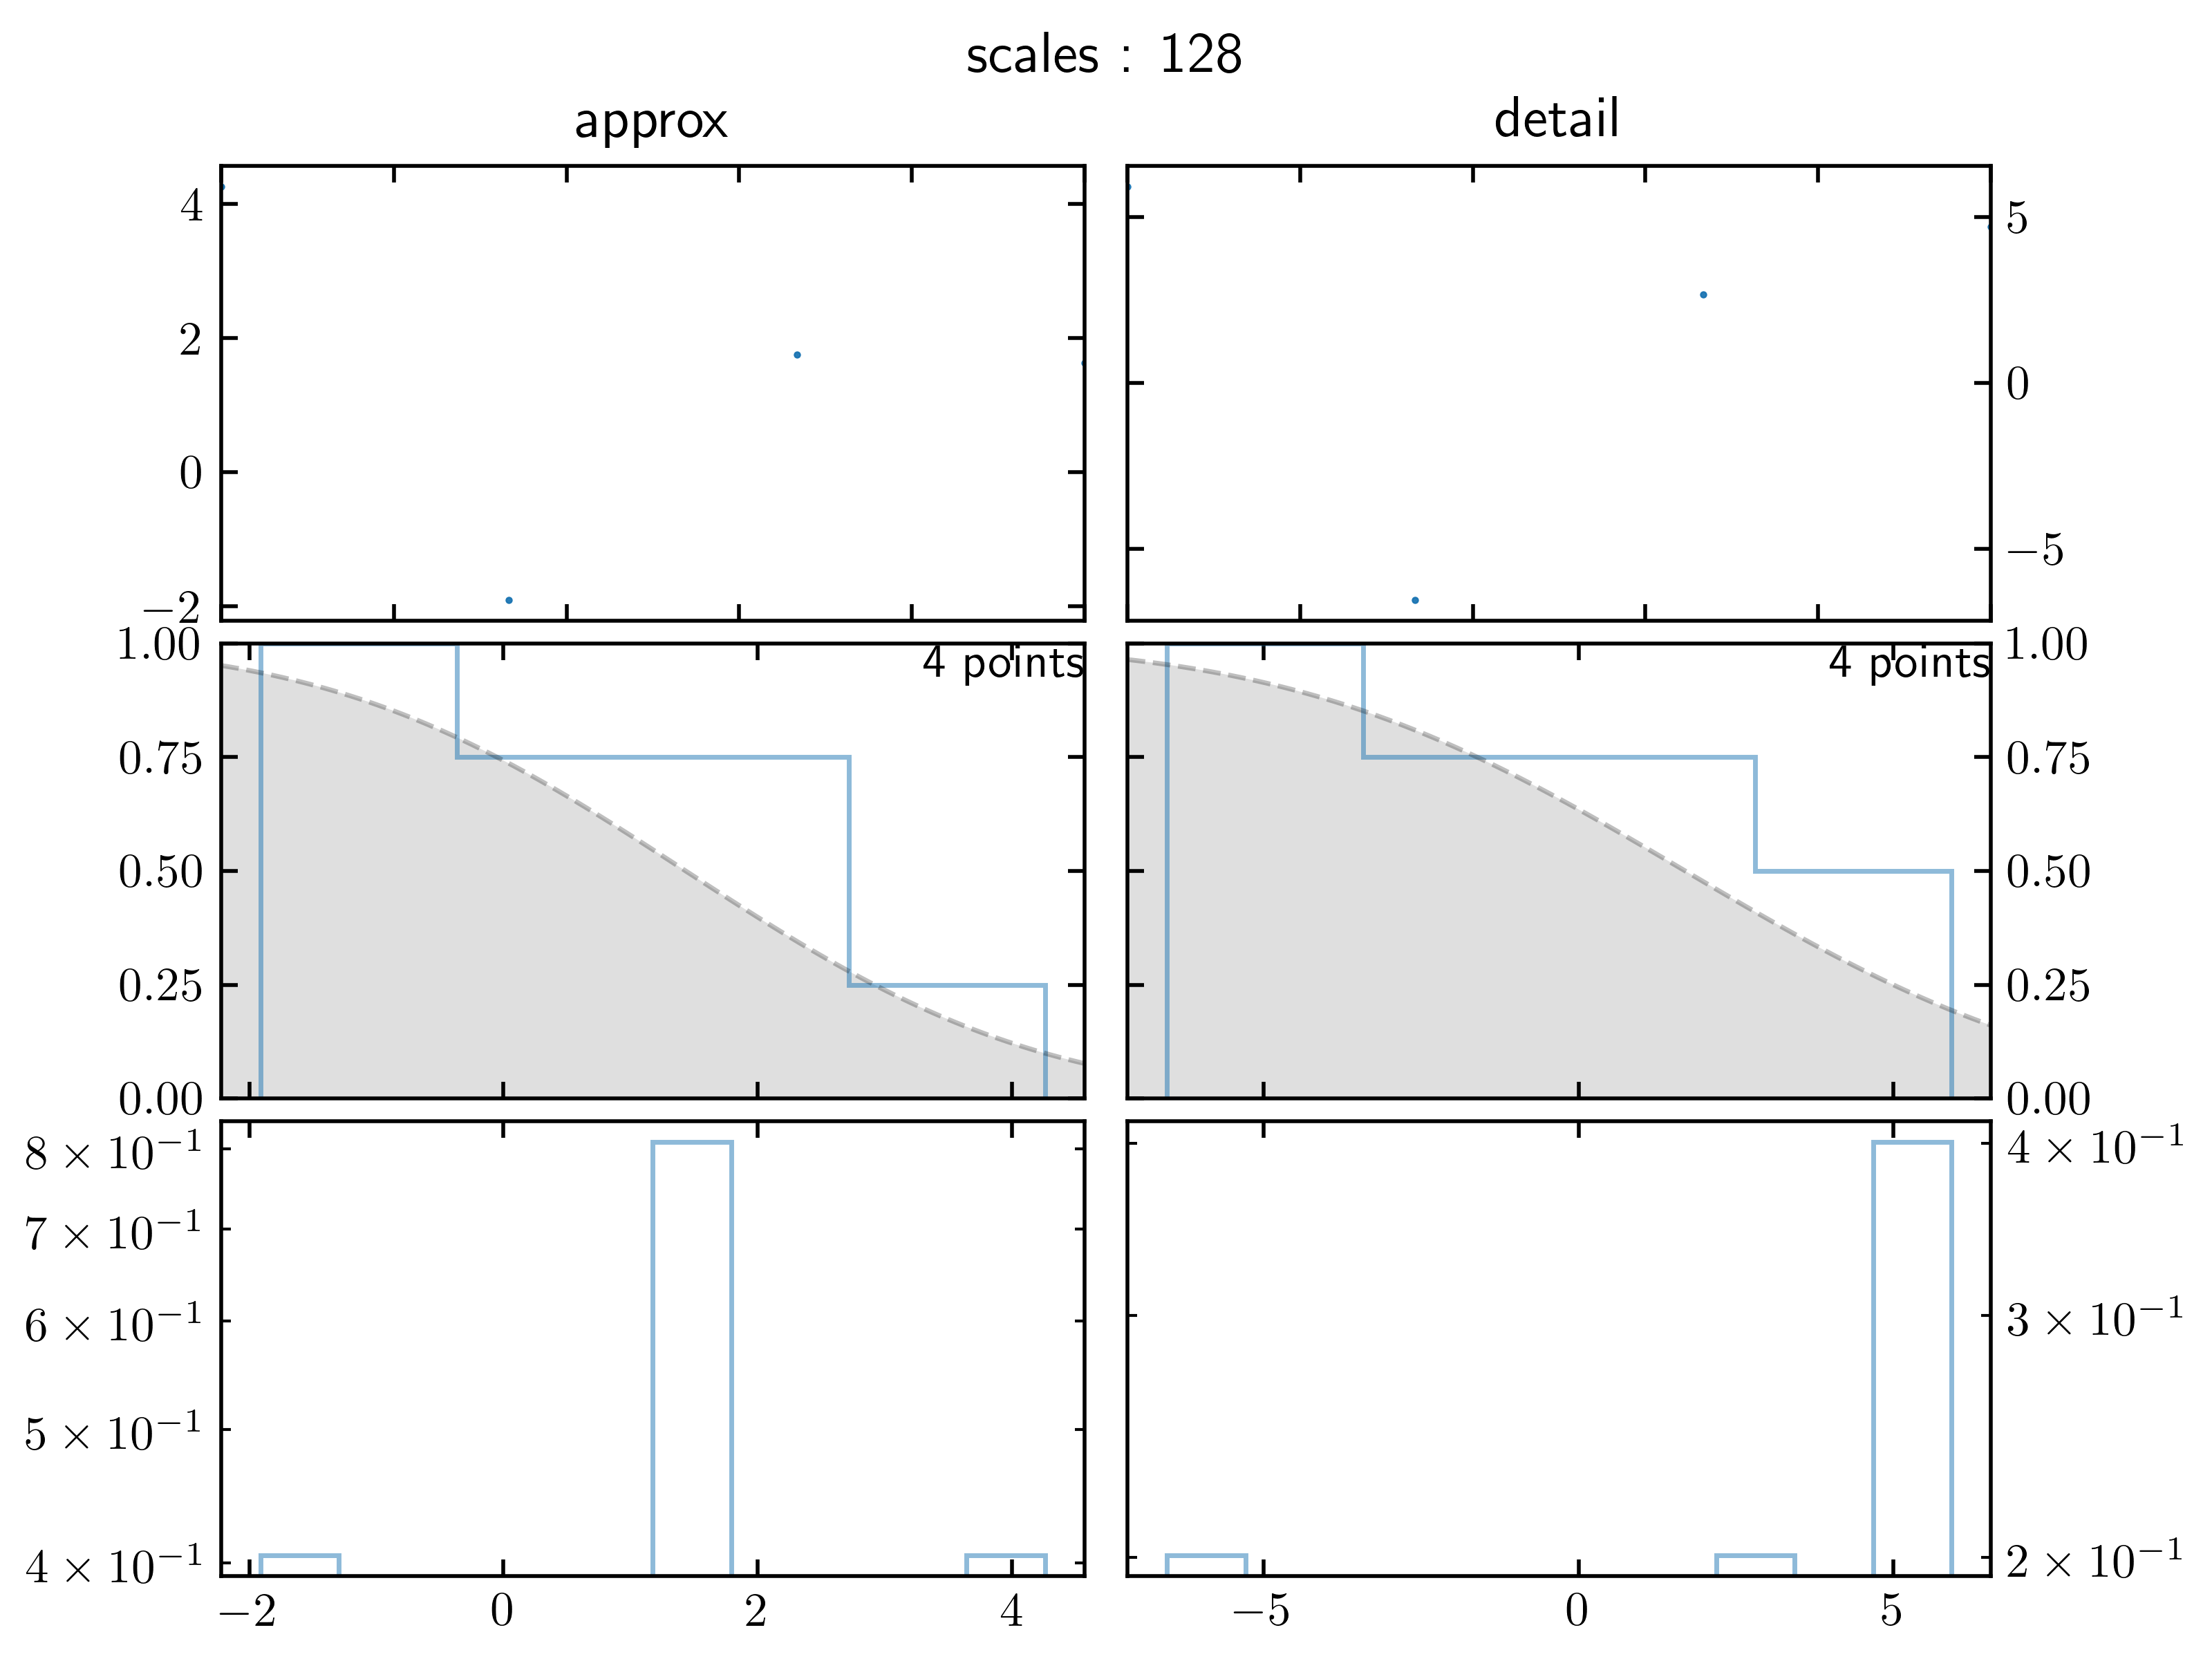 scales : 128
approx
detail
4
2
0
−2
5
0
−5
1.00
0.75
0.50
0.25
0.00
4 points
4 points
1.00
0.75
0.50
0.25
0.00
8 × 10⁻¹
7 × 10⁻¹
6 × 10⁻¹
5 × 10⁻¹
4 × 10⁻¹
4 × 10⁻¹
3 × 10⁻¹
2 × 10⁻¹
−2 0 2 4
−5 0 5